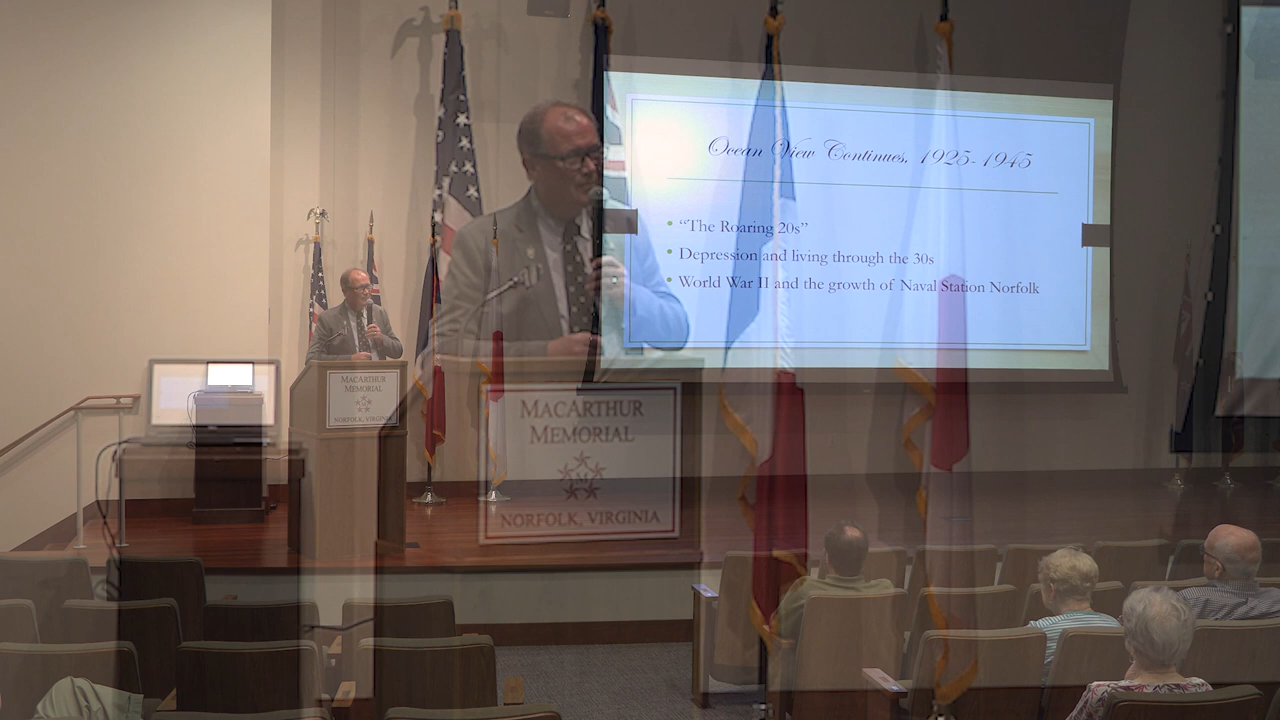 Ocean View Continues, 1925-1945
“The Roaring 20s”
Depression and living through the 30s
World War II and the growth of Naval Station Norfolk
MACARTHUR
MEMORIAL
NORFOLK, VIRGINIA
MACARTHUR
MEMORIAL
M
NORFOLK, VIRGINIA